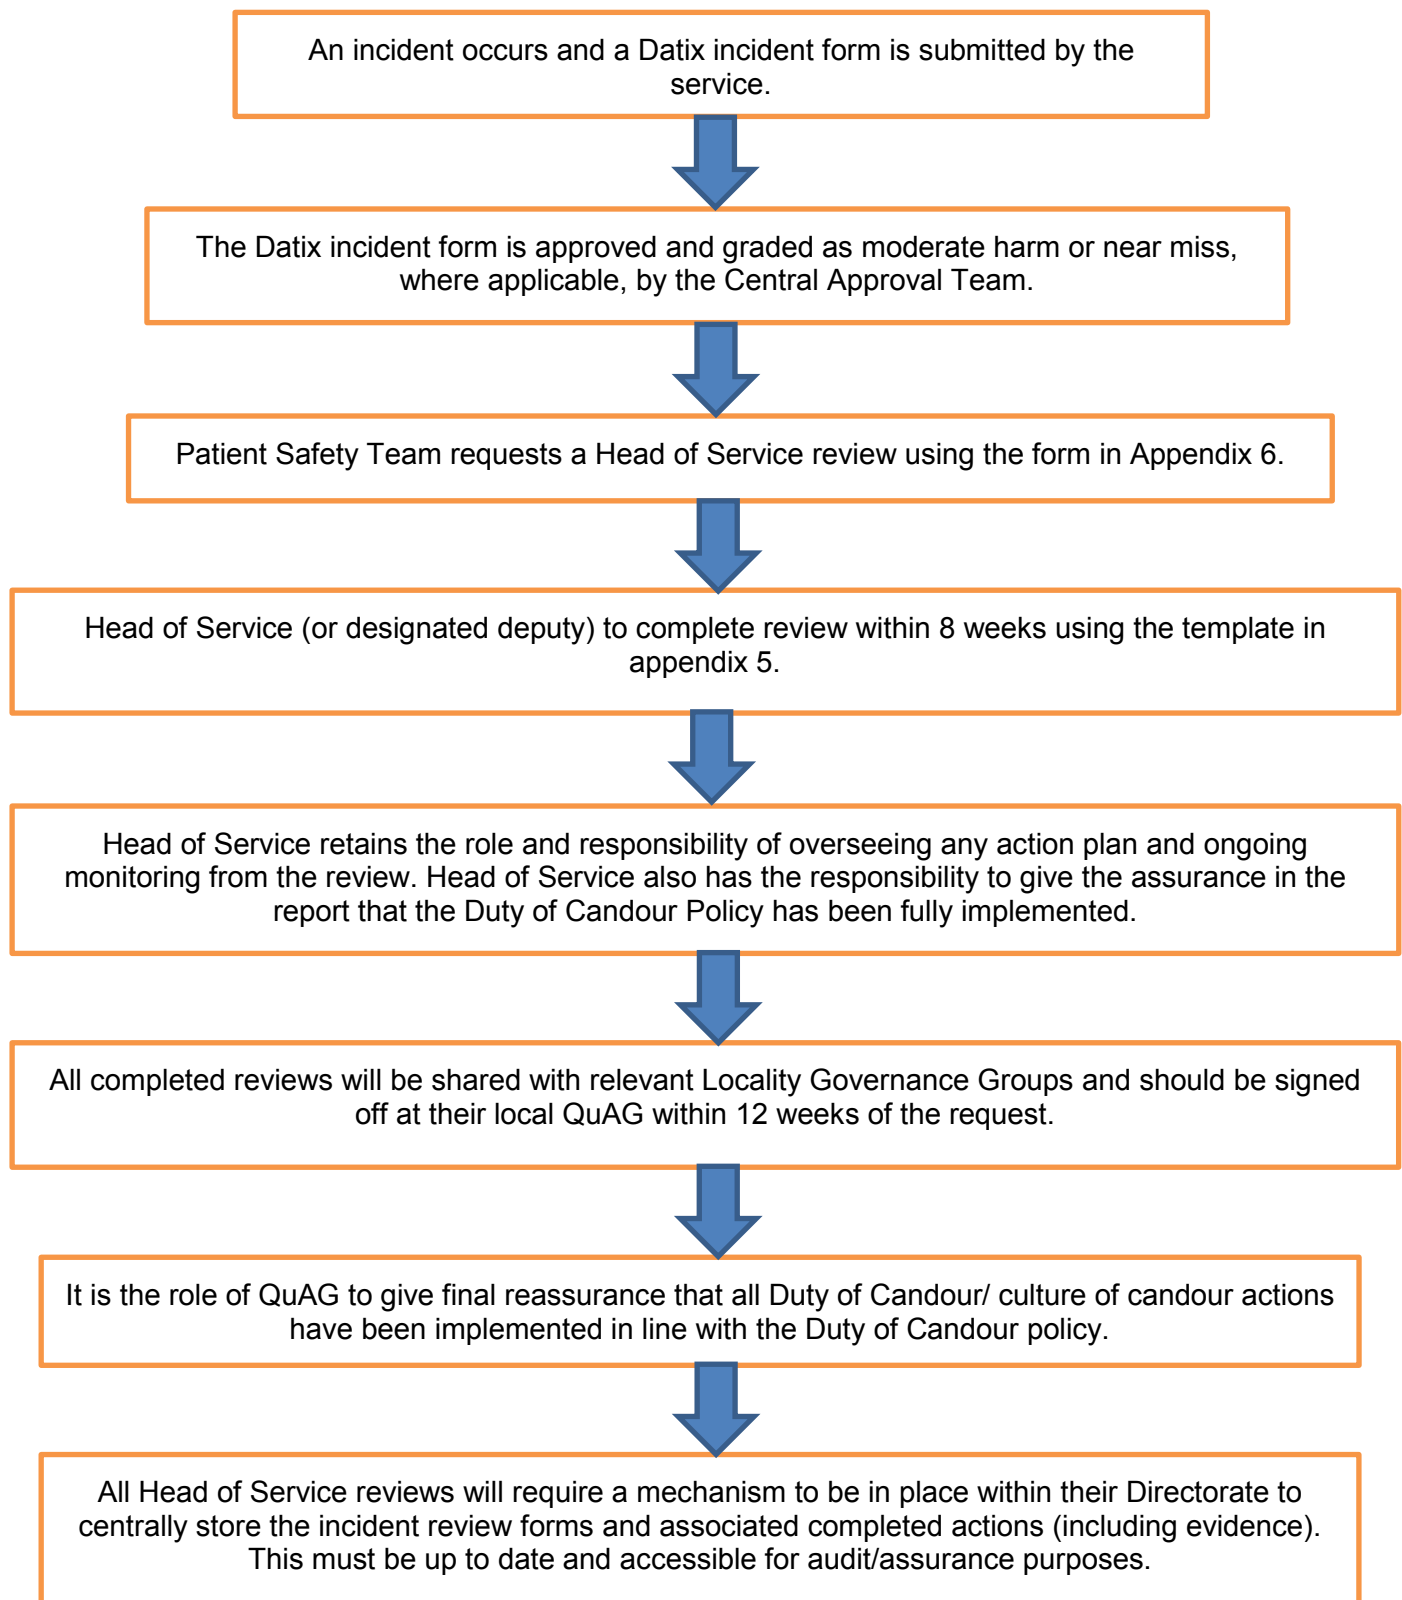 An incident occurs and a Datix incident form is submitted by the
service.
The Datix incident form is approved and graded as moderate harm or near miss,
where applicable, by the Central Approval Team.
Patient Safety Team requests a Head of Service review using the form in Appendix 6.
Head of Service (or designated deputy) to complete review within 8 weeks using the template in
appendix 5.
Head of Service retains the role and responsibility of overseeing any action plan and ongoing
monitoring from the review. Head of Service also has the responsibility to give the assurance in the
report that the Duty of Candour Policy has been fully implemented.
All completed reviews will be shared with relevant Locality Governance Groups and should be signed
off at their local QuAG within 12 weeks of the request.
It is the role of QuAG to give final reassurance that all Duty of Candour/ culture of candour actions
have been implemented in line with the Duty of Candour policy.
All Head of Service reviews will require a mechanism to be in place within their Directorate to
centrally store the incident review forms and associated completed actions (including evidence).
This must be up to date and accessible for audit/assurance purposes.